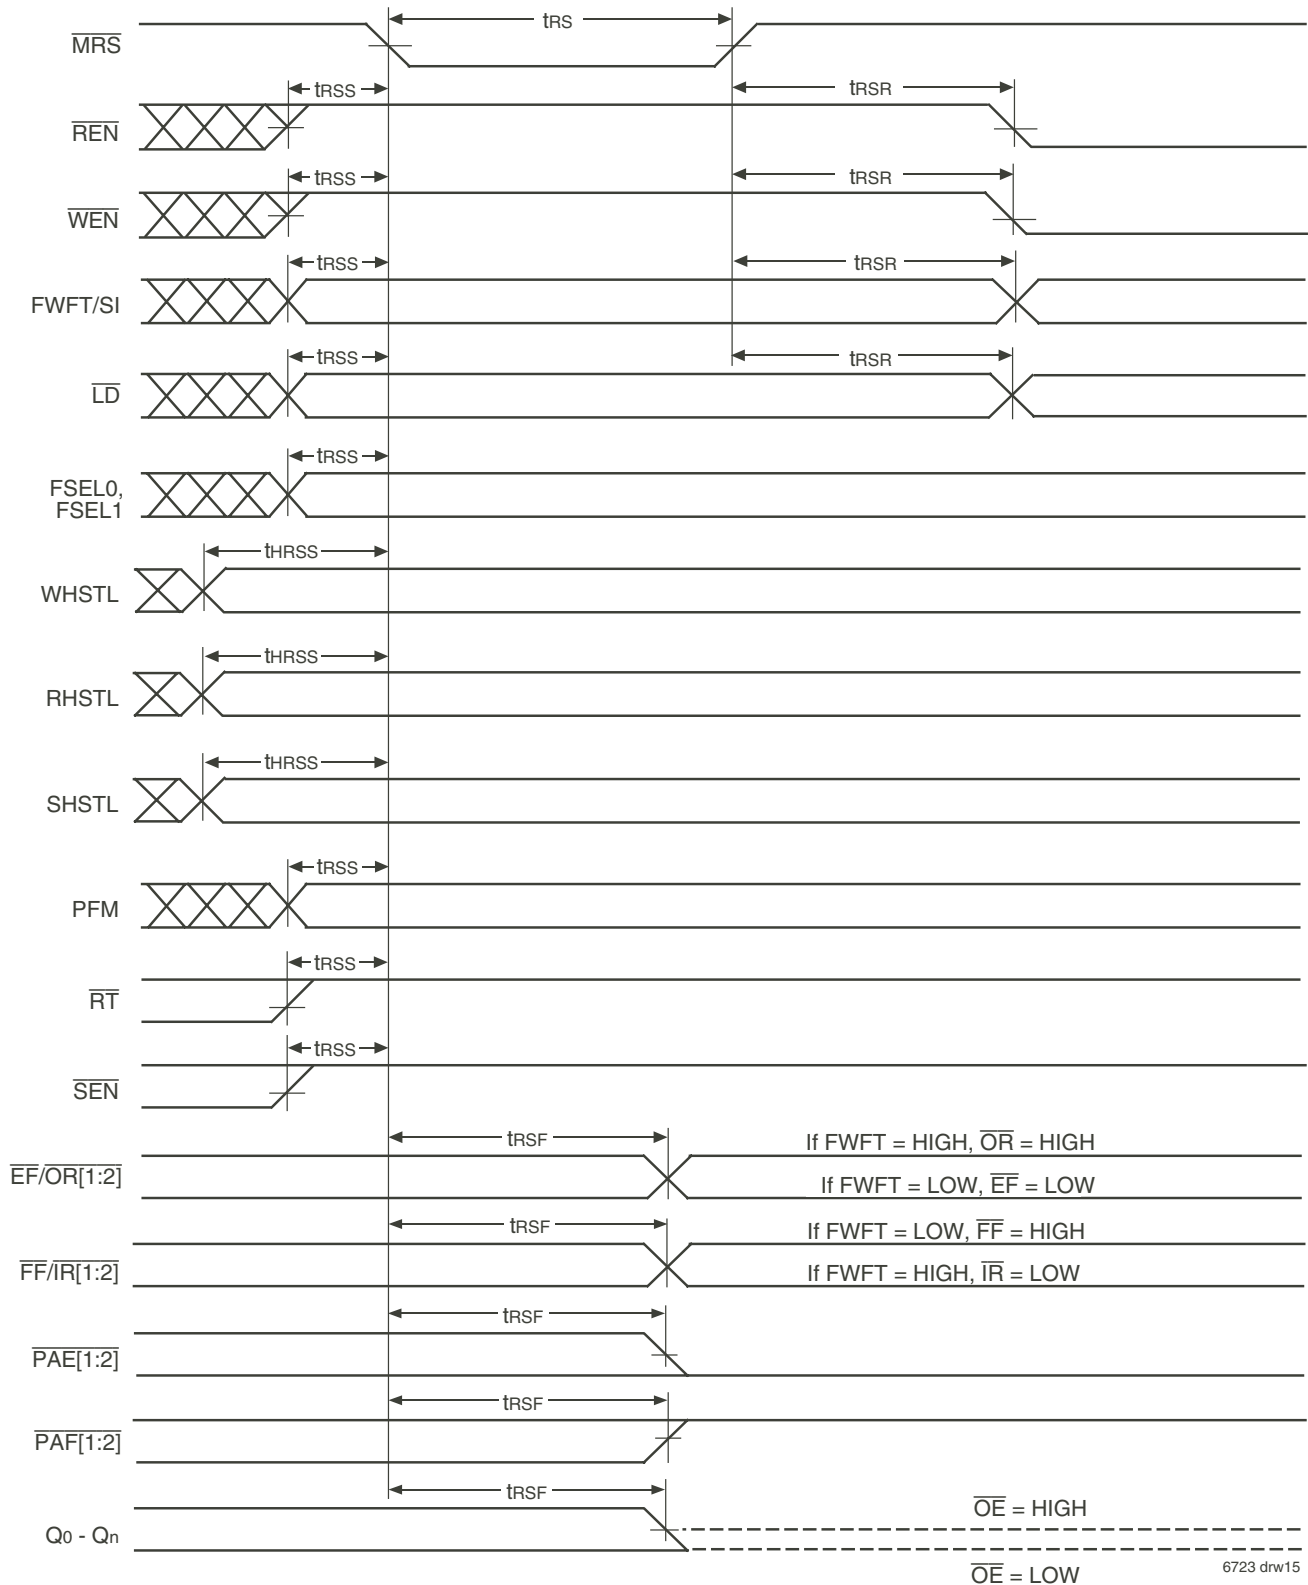 tRS
MRS
tRSS
tRSR
REN
tRSS
tRSR
WEN
tRSS
tRSR
FWFT/SI
tRSS
tRSR
LD
tRSS
FSEL0,
FSEL1
tHRSS
WHSTL
tHRSS
RHSTL
tHRSS
SHSTL
tRSS
PFM
tRSS
RT
tRSS
SEN
tRSF
If FWFT = HIGH, OR = HIGH
EF/OR[1:2]
If FWFT = LOW, EF = LOW
tRSF
If FWFT = LOW, FF = HIGH
FF/IR[1:2]
If FWFT = HIGH, IR = LOW
tRSF
PAE[1:2]
tRSF
PAF[1:2]
tRSF
OE = HIGH
Q0 - Qn
OE = LOW
6723 drw15